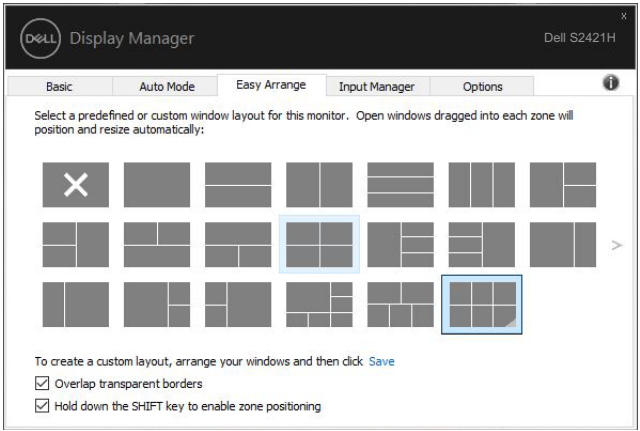 x
DELL Display Manager Dell S2421H
Basic Auto Mode Easy Arrange Input Manager Options i
Select a predefined or custom window layout for this monitor. Open windows dragged into each zone will
position and resize automatically:
>
To create a custom layout, arrange your windows and then click Save
Overlap transparent borders
Hold down the SHIFT key to enable zone positioning